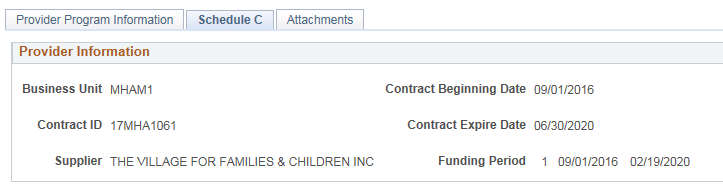 Provider Program Information Schedule C Attachments
Provider Information
Business Unit MHAM1 Contract Beginning Date 09/01/2016
Contract ID 17MHA1061 Contract Expire Date 06/30/2020
Supplier THE VILLAGE FOR FAMILIES & CHILDREN INC Funding Period 1 09/01/2016 02/19/2020